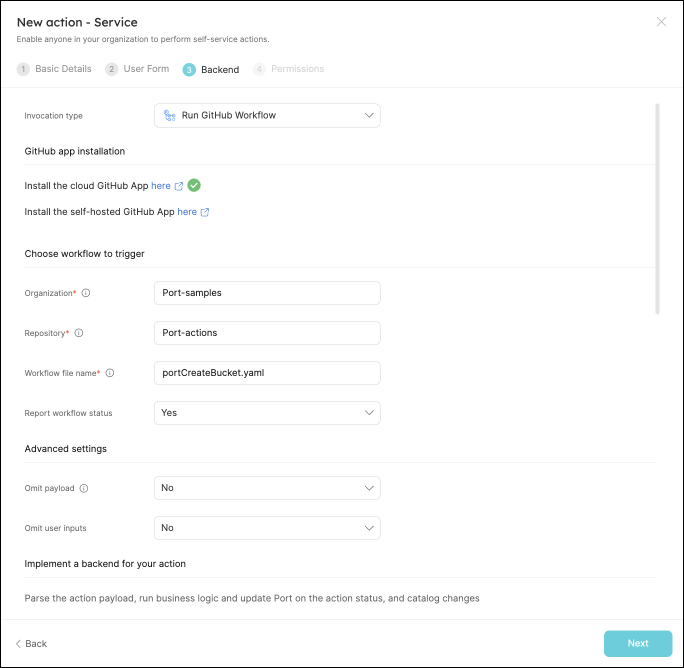 New action - Service
Enable anyone in your organization to perform self-service actions.
1 Basic Details 2 User Form 3 Backend 4 Permissions
Invocation type Run GitHub Workflow
GitHub app installation
Install the cloud GitHub App here
Install the self-hosted GitHub App here
Choose workflow to trigger
Organization* Port-samples
Repository* Port-actions
Workflow file name* portCreateBucket.yaml
Report workflow status Yes
Advanced settings
Omit payload No
Omit user inputs No
Implement a backend for your action
Parse the action payload, run business logic and update Port on the action status, and catalog changes
Back Next